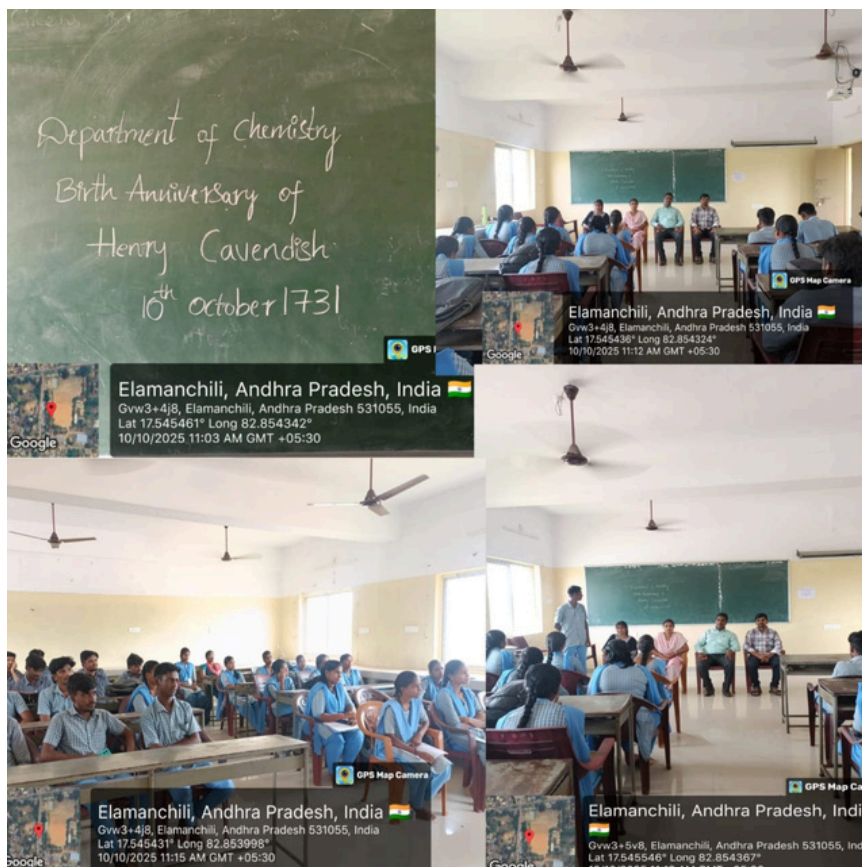 Department of Chemistry
Birth Anniversary of
Henry Cavendish
10th October 1731
GPS
Google
Elamanchili, Andhra Pradesh, India
Gvw3+4j8, Elamanchili, Andhra Pradesh 531055, India
Lat 17.545461° Long 82.854342°
10/10/2025 11:03 AM GMT +05:30
GPS Map Camera
Google
Elamanchili, Andhra Pradesh, India
Gvw3+4j8, Elamanchili, Andhra Pradesh 531055, India
Lat 17.545436° Long 82.854324°
10/10/2025 11:12 AM GMT +05:30
GPS Map Camera
Google
Elamanchili, Andhra Pradesh, India
Gvw3+4j8, Elamanchili, Andhra Pradesh 531055, India
Lat 17.545431° Long 82.853998°
10/10/2025 11:15 AM GMT +05:30
GPS Map Ca
Google
Elamanchili, Andhra Pradesh, Indi
Gvw3+5v8, Elamanchili, Andhra Pradesh 531055, In
Lat 17.545546° Long 82.854367°